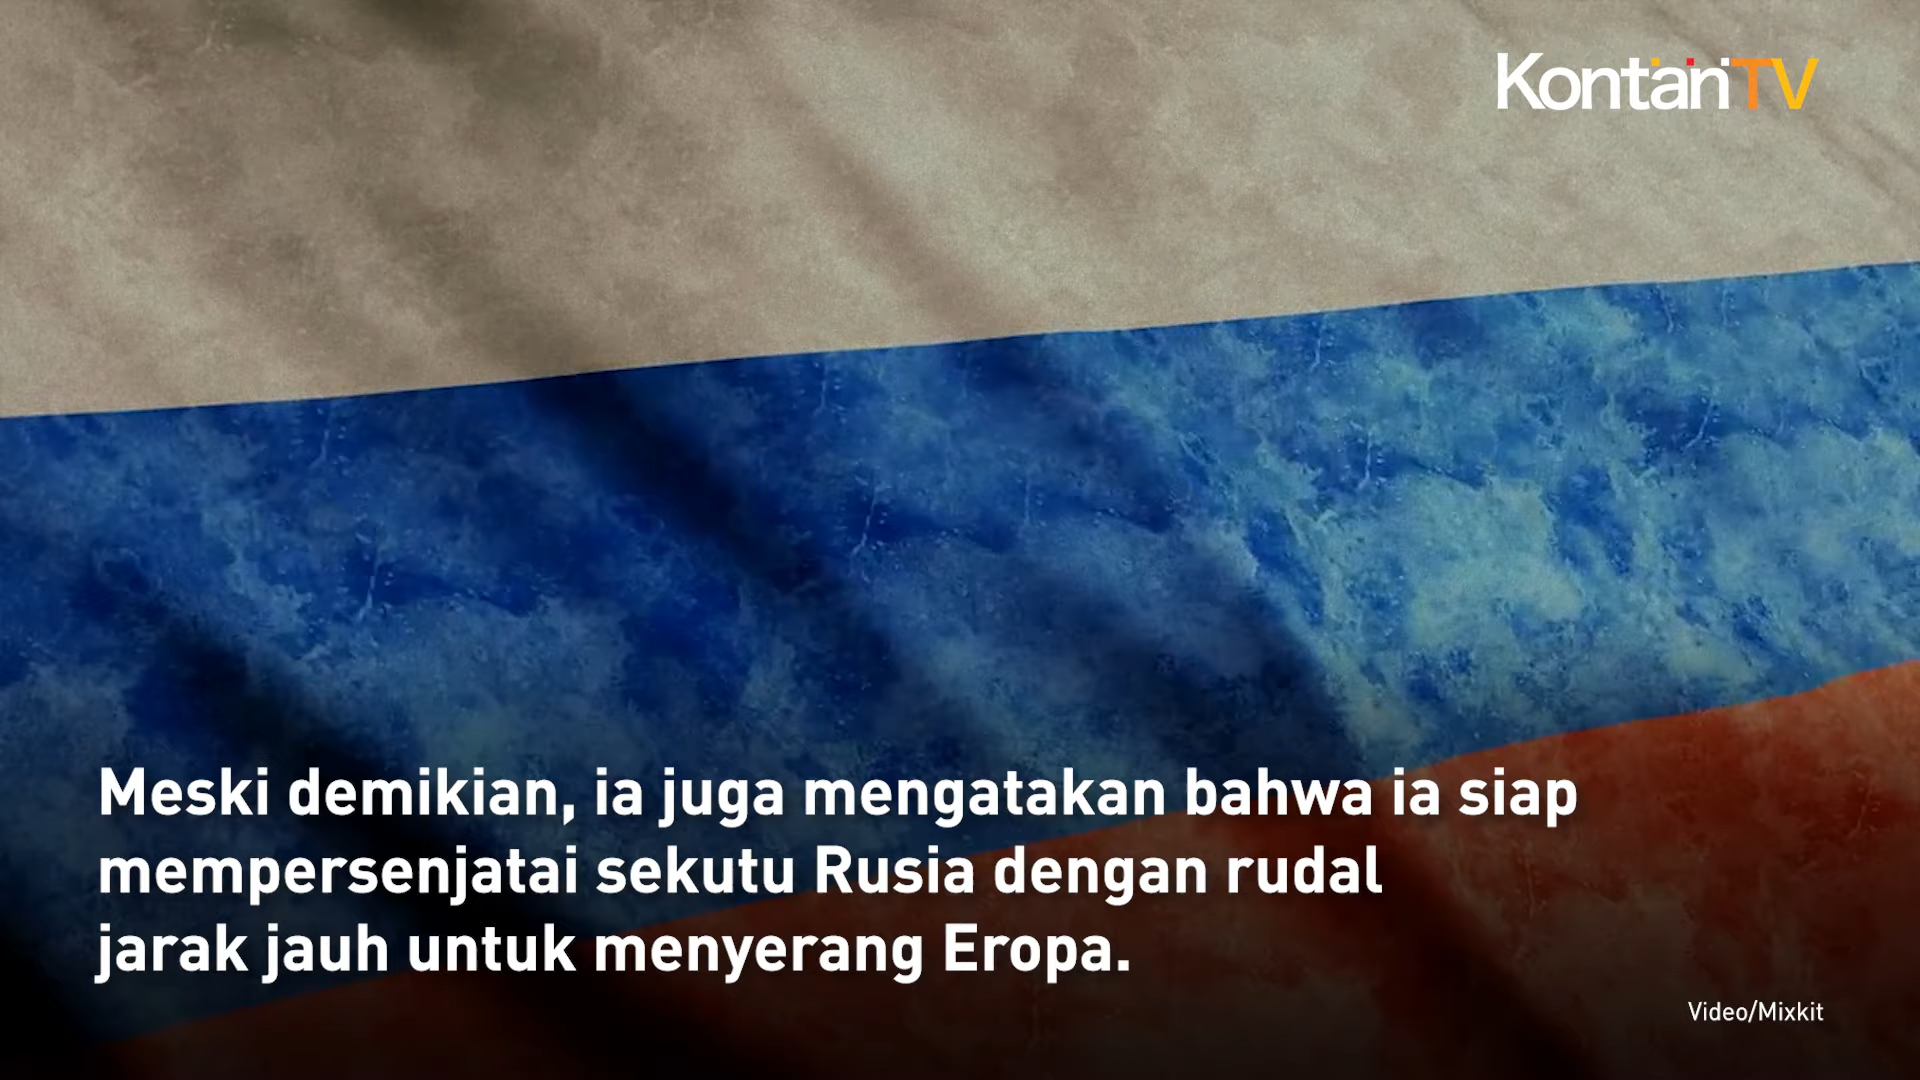 KontanTV
Meski demikian, ia juga mengatakan bahwa ia siap
mempersenjatai sekutu Rusia dengan rudal
jarak jauh untuk menyerang Eropa.
Video/Mixkit